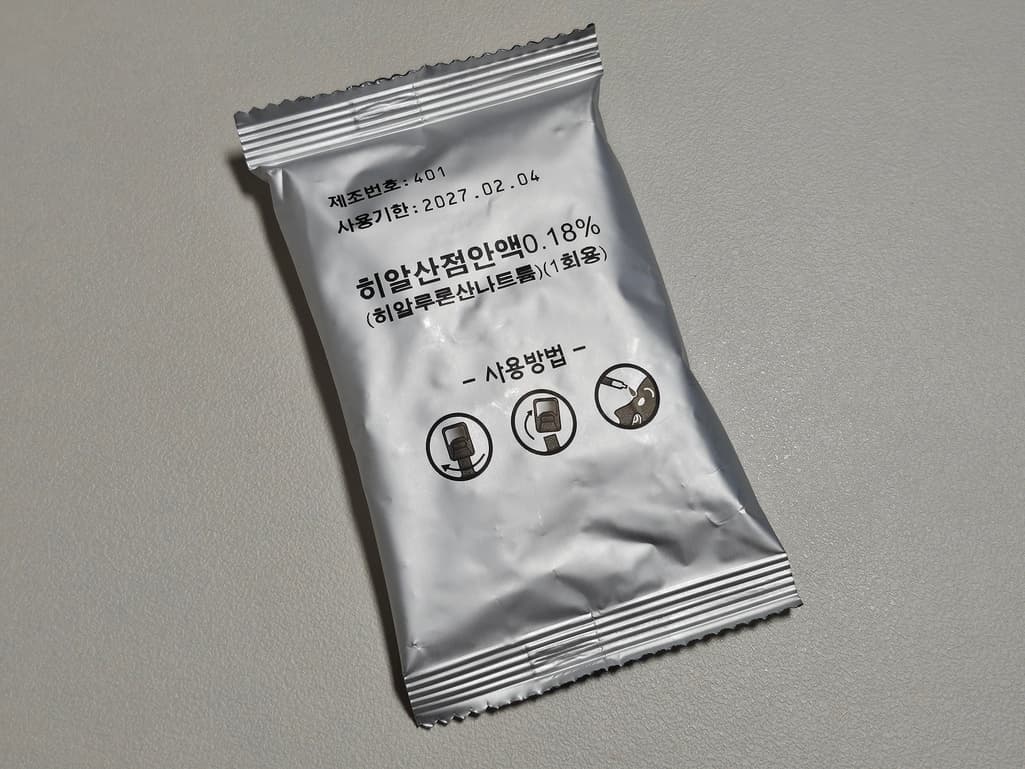 제조번호:401
사용기한:2027.02.04
히알산점안액0.18%
(히알루론산나트륨)(1회용)
- 사용방법 -